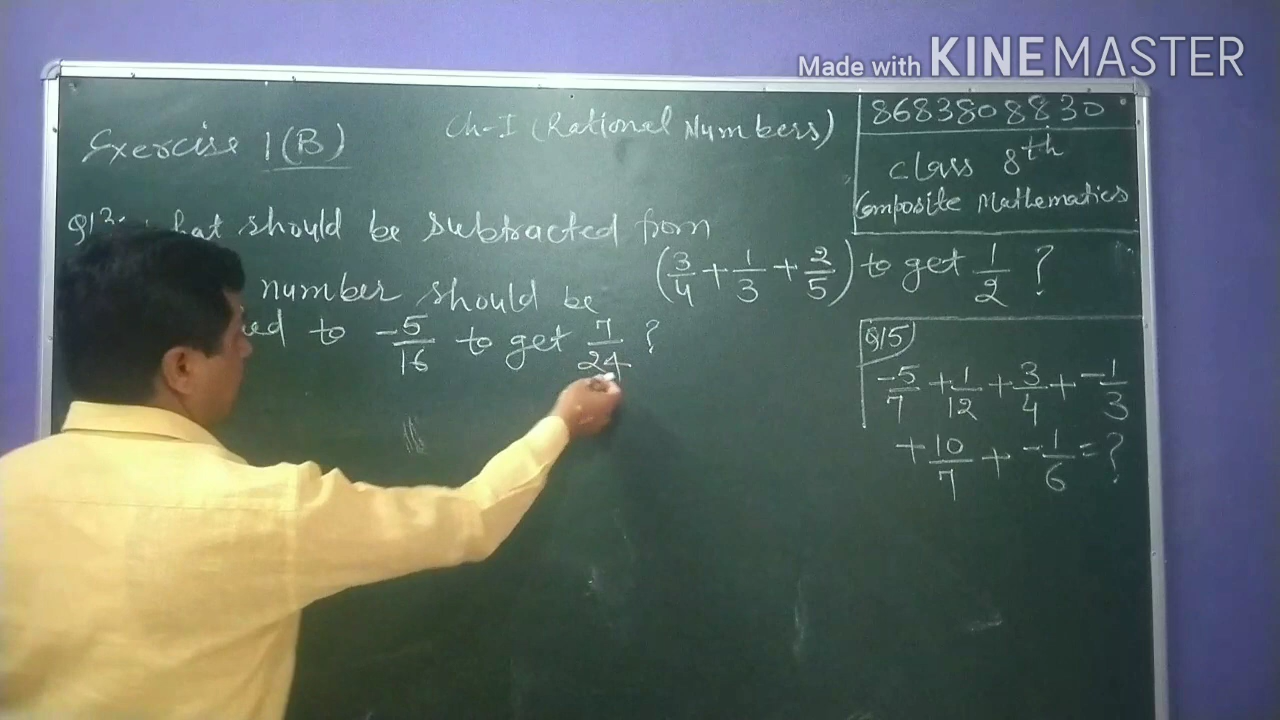 Made with KINEMASTER
8683808830
Exercise 1(B)
Ch-I (Rational Numbers)
class 8th
Composite Mathematics
should be subtracted from
(3/4 + 1/3 + 2/5) to get 1/2 ?
number should be
to -5/16 to get 7/24 ?
Q15
-5/7 + 1/12 + 3/4 + -1/3
+ 10/7 + -1/6 = ?